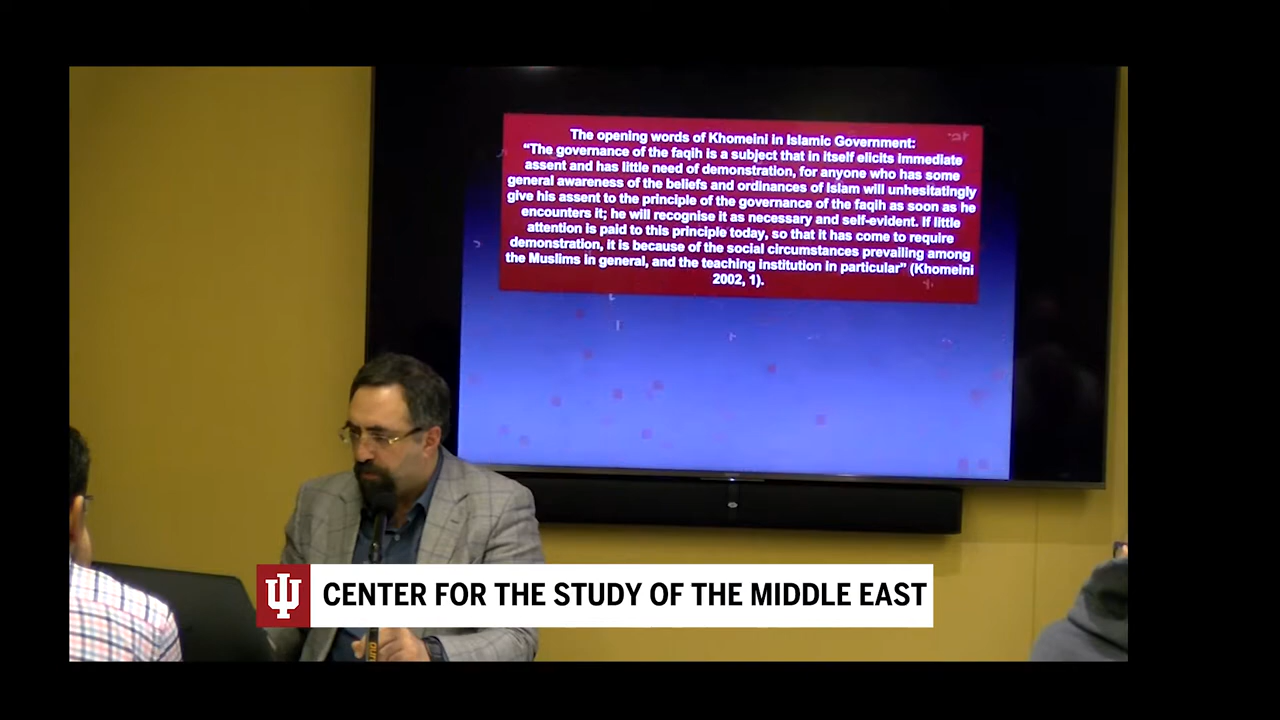 The opening words of Khomeini in Islamic Government:
“The governance of the faqih is a subject that in itself elicits immediate
assent and has little need of demonstration, for anyone who has some
general awareness of the beliefs and ordinances of Islam will unhesitatingly
give his assent to the principle of the governance of the faqih as soon as he
encounters it; he will recognise it as necessary and self-evident. If little
attention is paid to this principle today, so that it has come to require
demonstration, it is because of the social circumstances prevailing among
the Muslims in general, and the teaching institution in particular” (Khomeini
2002, 1).
CENTER FOR THE STUDY OF THE MIDDLE EAST